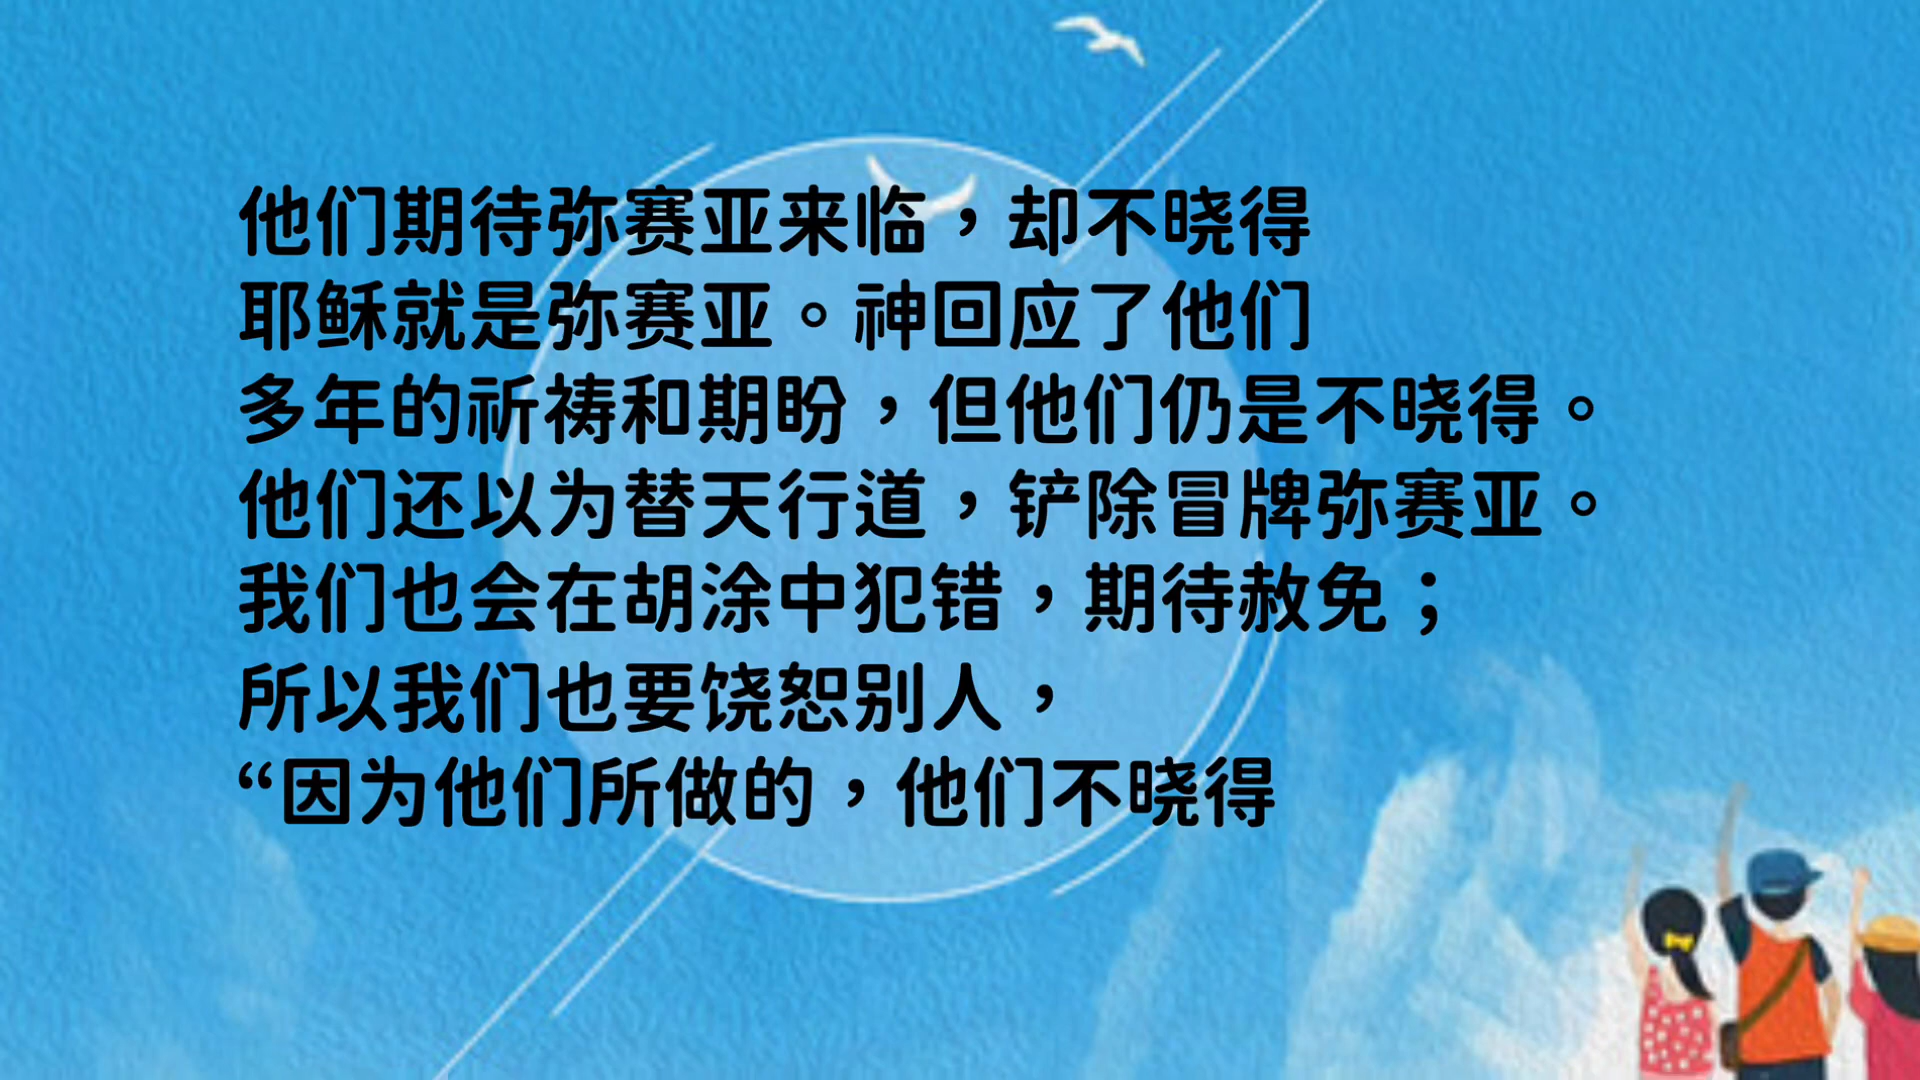 他们期待弥赛亚来临，却不晓得
耶稣就是弥赛亚。神回应了他们
多年的祈祷和期盼，但他们仍是不晓得。
他们还以为替天行道，铲除冒牌弥赛亚。
我们也会在胡涂中犯错，期待赦免；
所以我们也要饶恕别人，
“因为他们所做的，他们不晓得